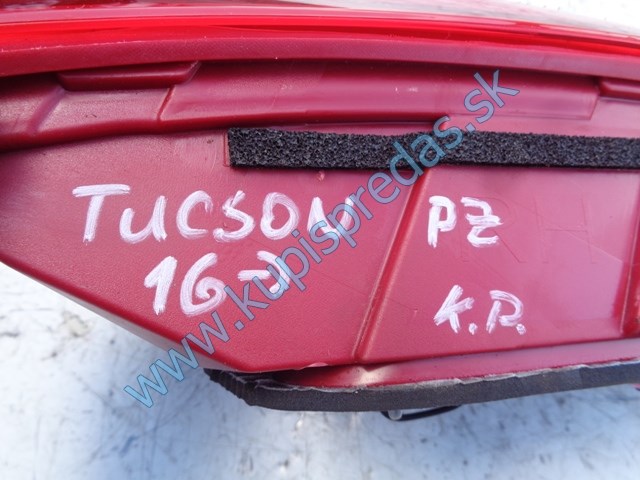 TUCSON PZ
16-> K.P.
www.kupispredas.sk